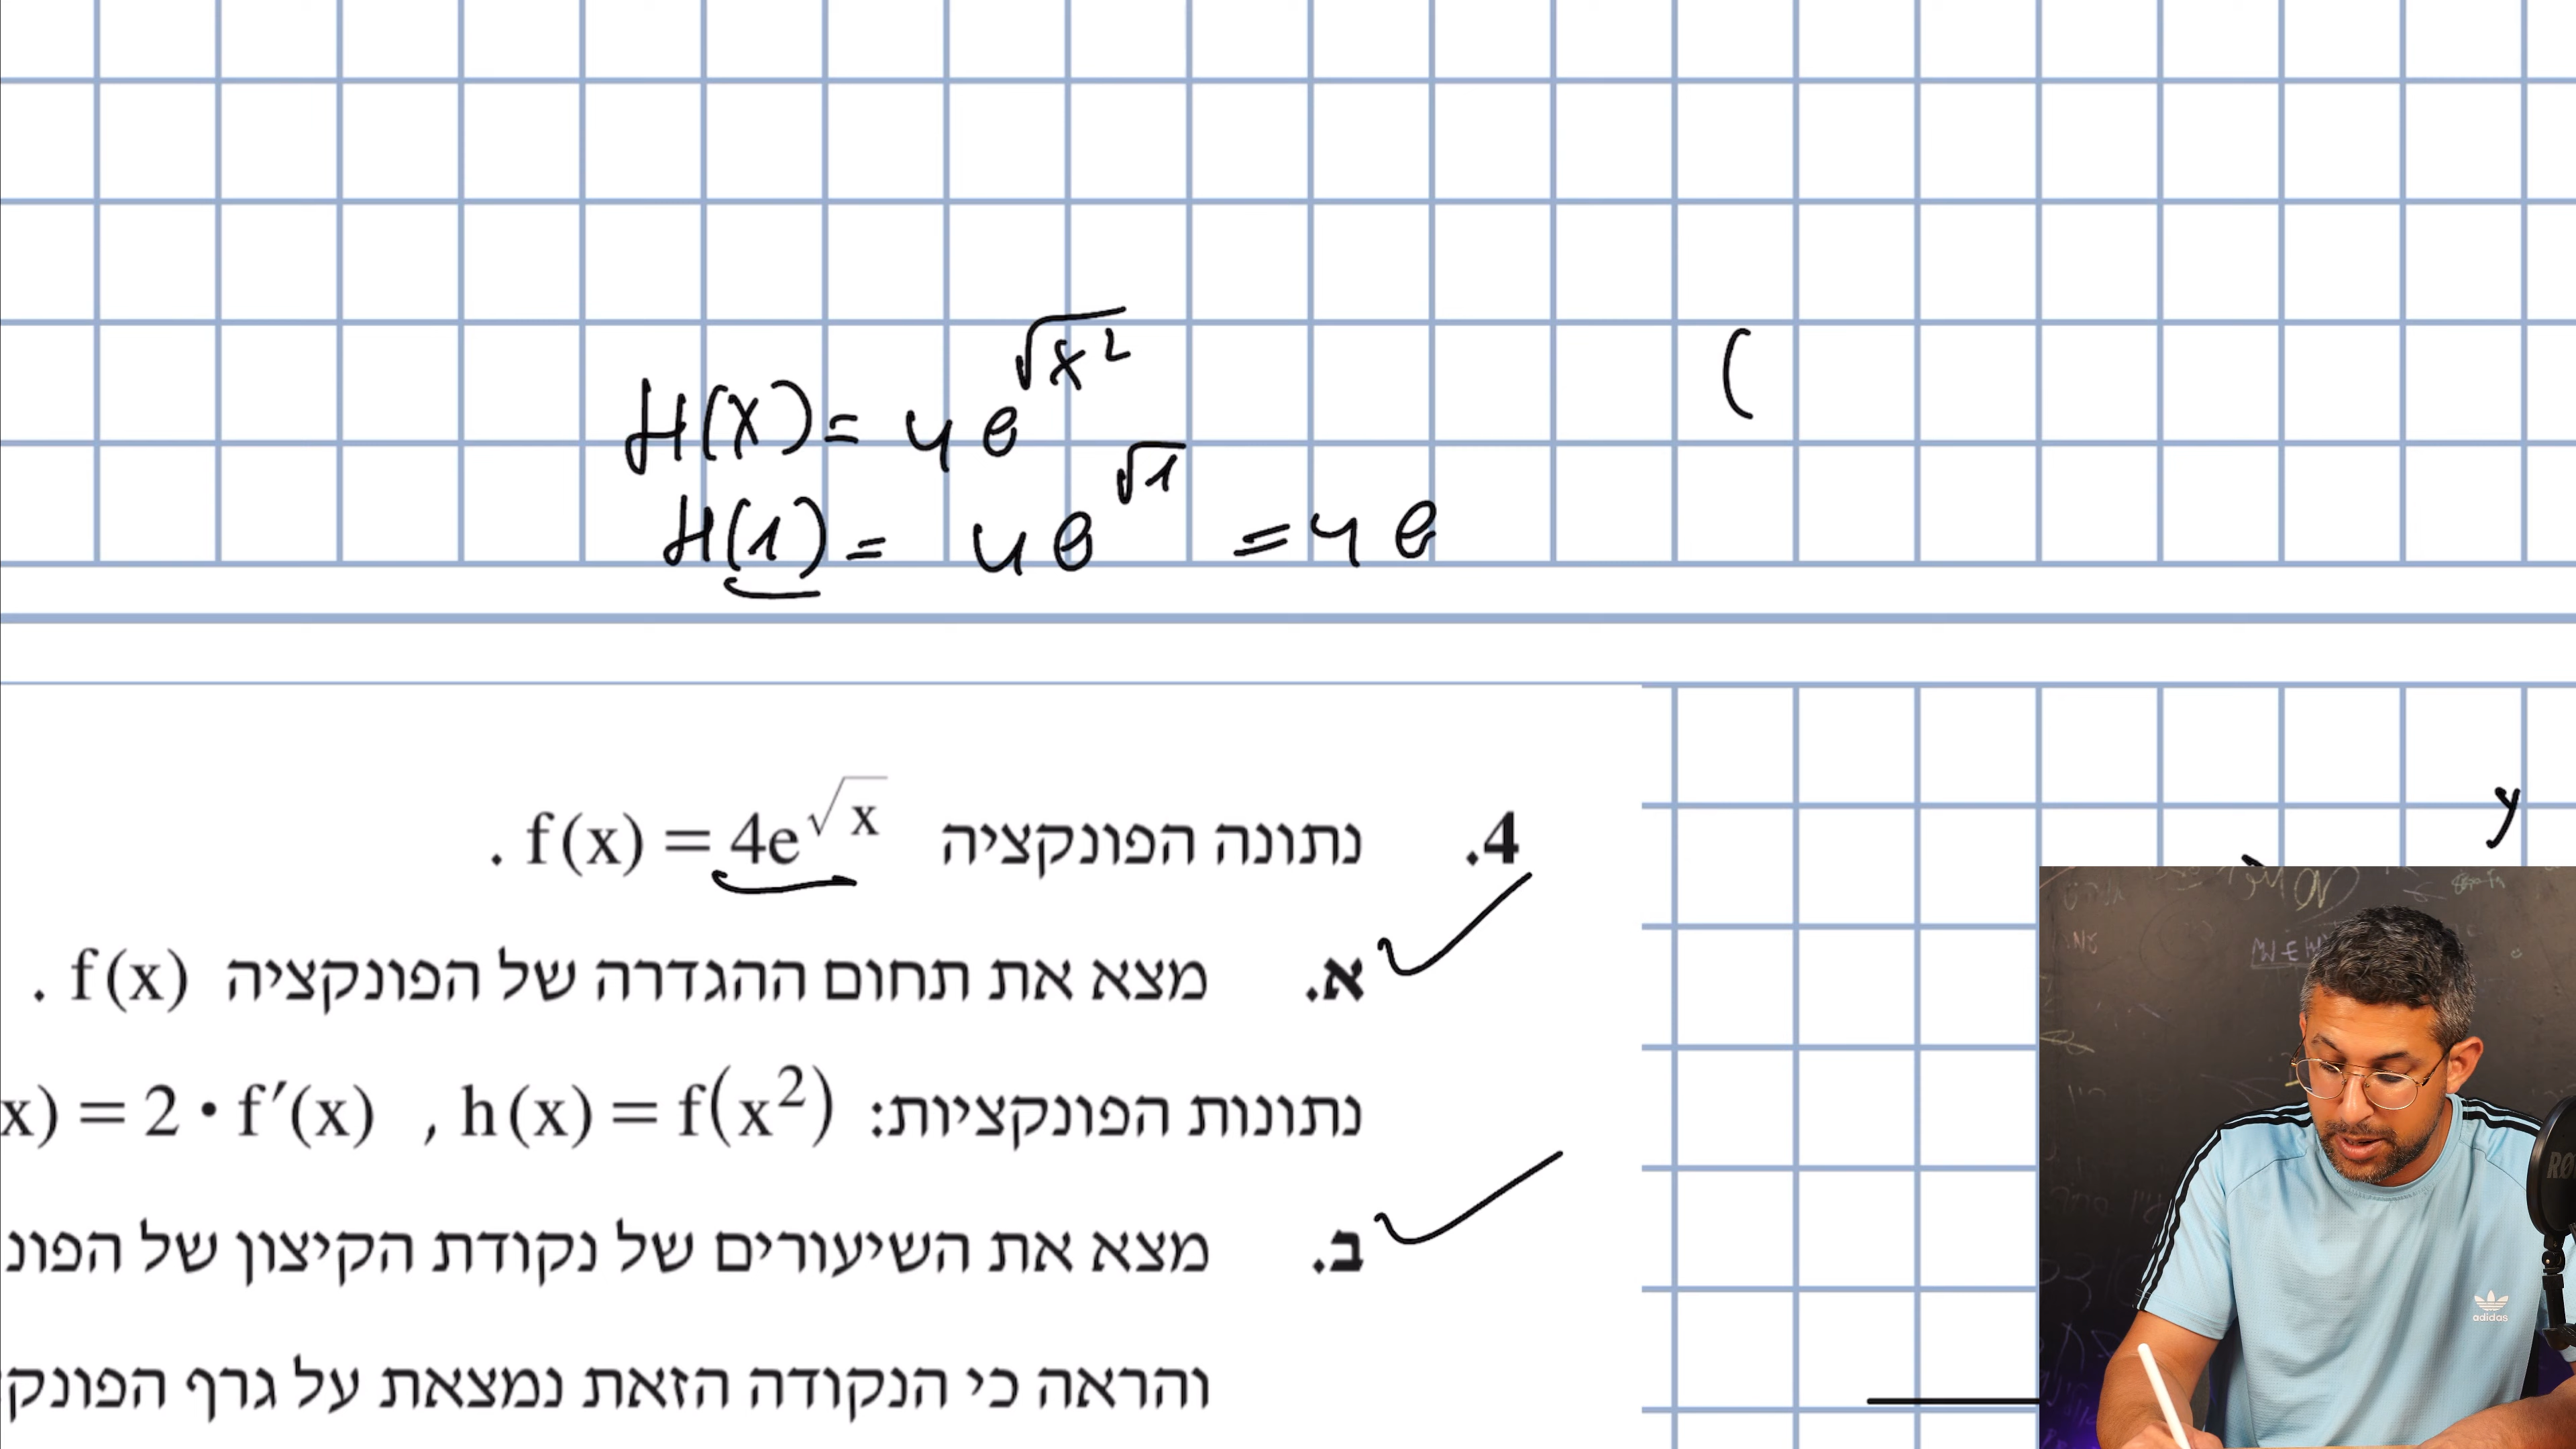 H(x) = 4e^√x²
H(1) = 4e^√1 = 4e
(
4. נתונה הפונקציה f(x) = 4e^√x .
y
א. מצא את תחום ההגדרה של הפונקציה f(x) .
נתונות הפונקציות: h(x) = f(x²) , x) = 2 · f′(x)
ב. מצא את השיעורים של נקודת הקיצון של הפונ
והראה כי הנקודה הזאת נמצאת על גרף הפונק
adidas